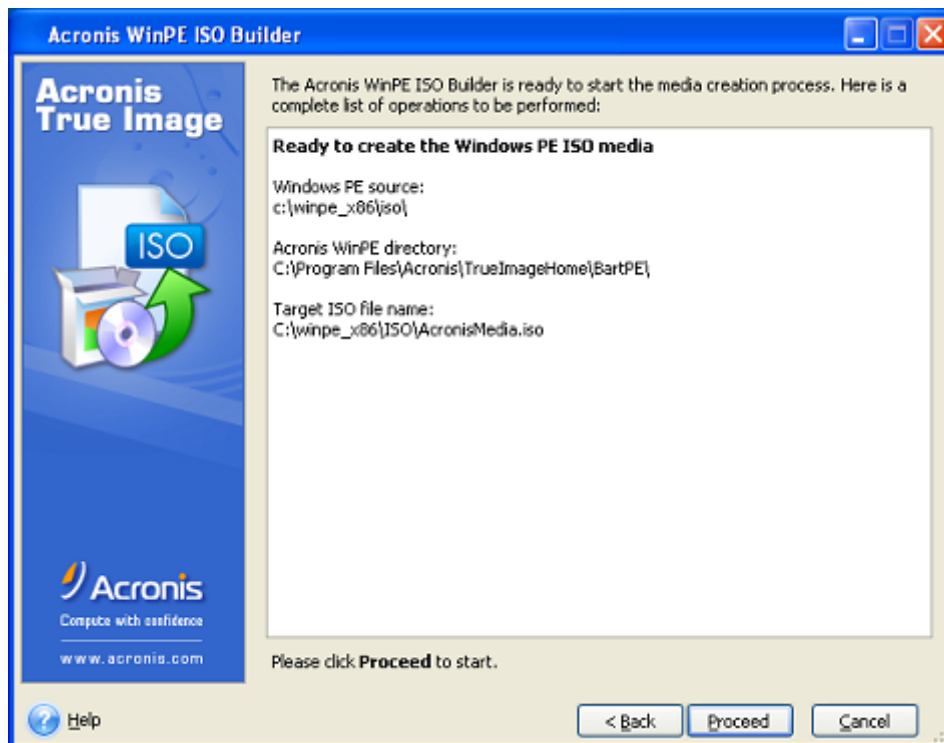 Acronis WinPE ISO Builder
Acronis
True Image
ISO
Acronis
Compute with confidence
www.acronis.com
The Acronis WinPE ISO Builder is ready to start the media creation process. Here is a
complete list of operations to be performed:
Ready to create the Windows PE ISO media
Windows PE source:
c:\winpe_x86\iso\
Acronis WinPE directory:
C:\Program Files\Acronis\TrueImageHome\BartPE\
Target ISO file name:
C:\winpe_x86\ISO\AcronisMedia.iso
Please click Proceed to start.
Help
< Back
Proceed
Cancel